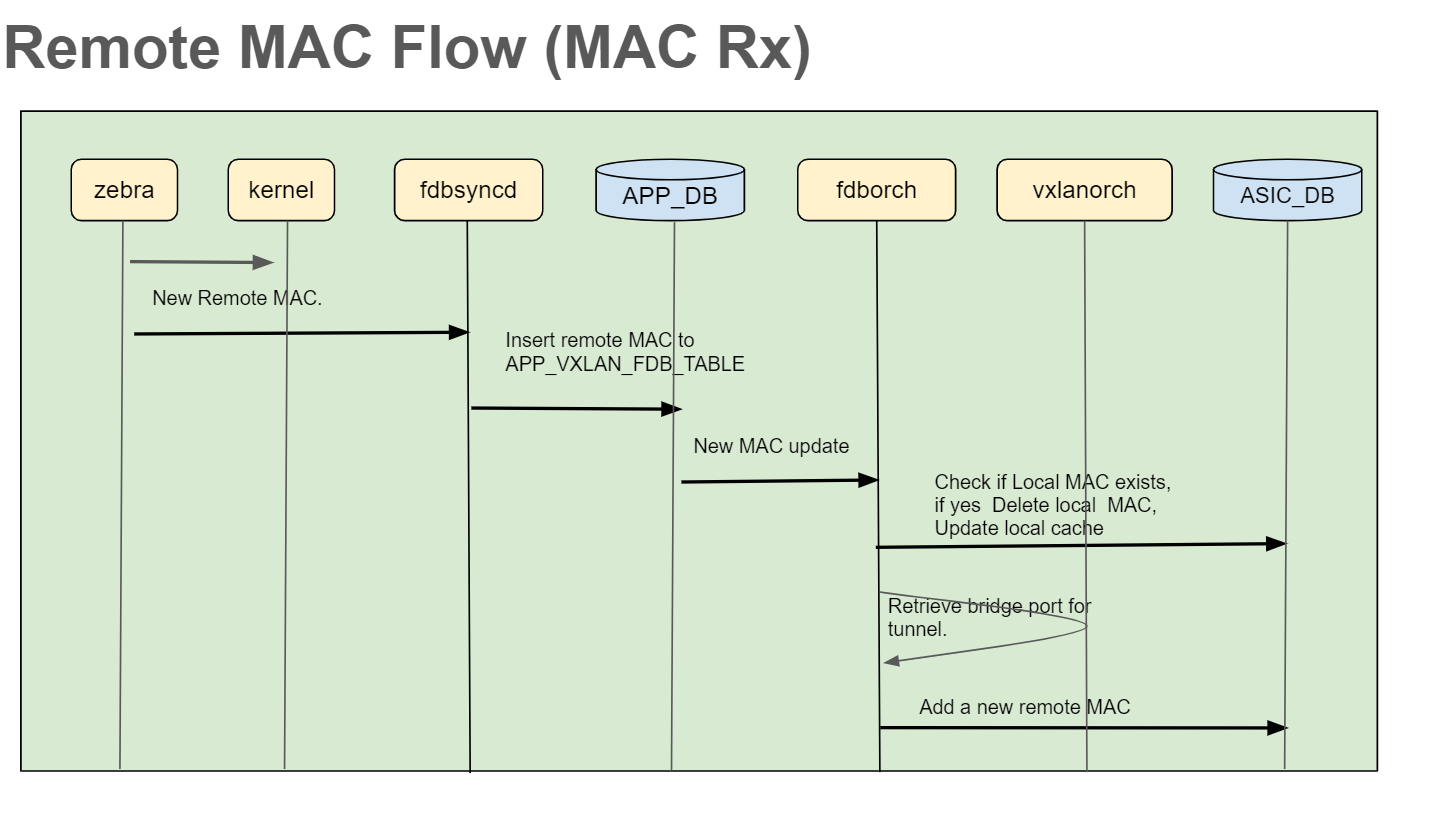 Remote MAC Flow (MAC Rx)
zebra
kernel
fdbsyncd
APP_DB
fdborch
vxlanorch
ASIC_DB
New Remote MAC.
Insert remote MAC to
APP_VXLAN_FDB_TABLE
New MAC update
Check if Local MAC exists,
if yes  Delete local  MAC,
Update local cache
Retrieve bridge port for
tunnel.
Add a new remote MAC